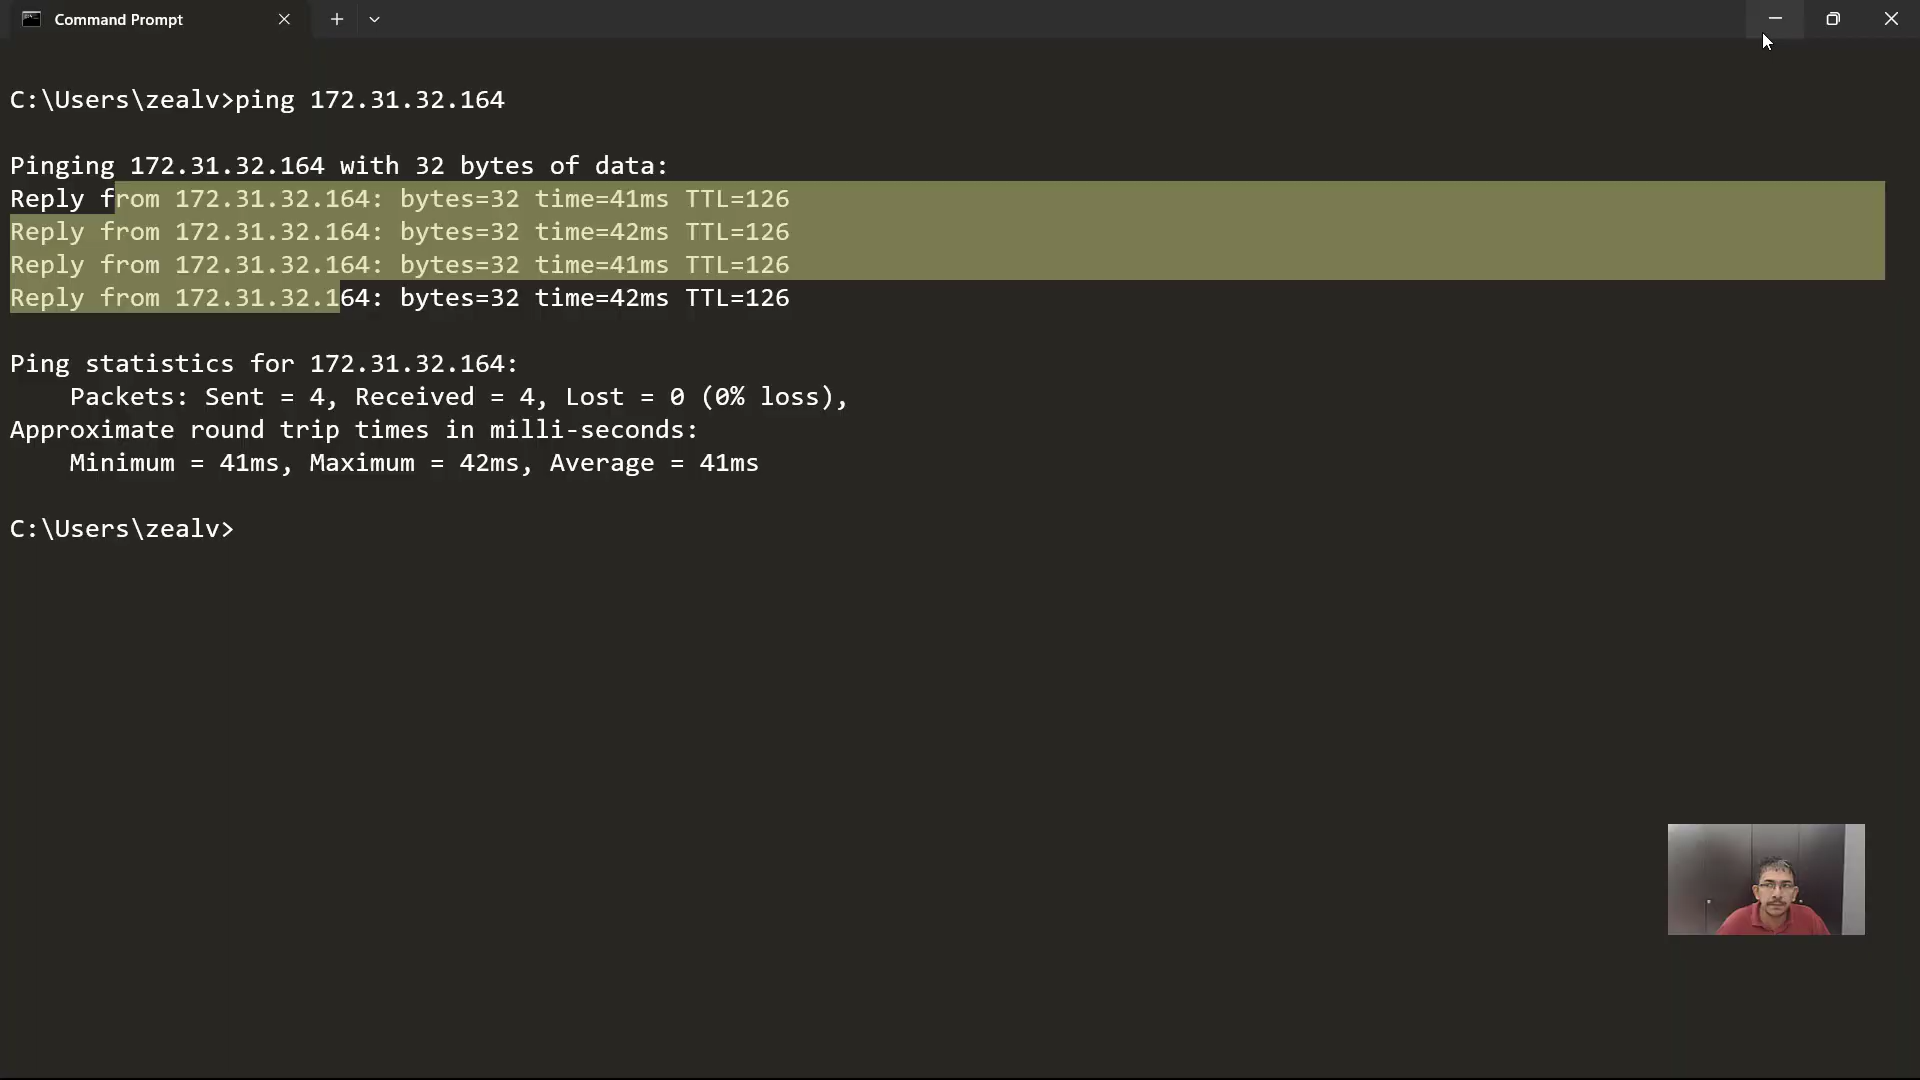 Command Prompt
C:\Users\zealv>ping 172.31.32.164
Pinging 172.31.32.164 with 32 bytes of data:
Reply from 172.31.32.164: bytes=32 time=41ms TTL=126
Reply from 172.31.32.164: bytes=32 time=42ms TTL=126
Reply from 172.31.32.164: bytes=32 time=41ms TTL=126
Reply from 172.31.32.164: bytes=32 time=42ms TTL=126
Ping statistics for 172.31.32.164:
    Packets: Sent = 4, Received = 4, Lost = 0 (0% loss),
Approximate round trip times in milli-seconds:
    Minimum = 41ms, Maximum = 42ms, Average = 41ms
C:\Users\zealv>